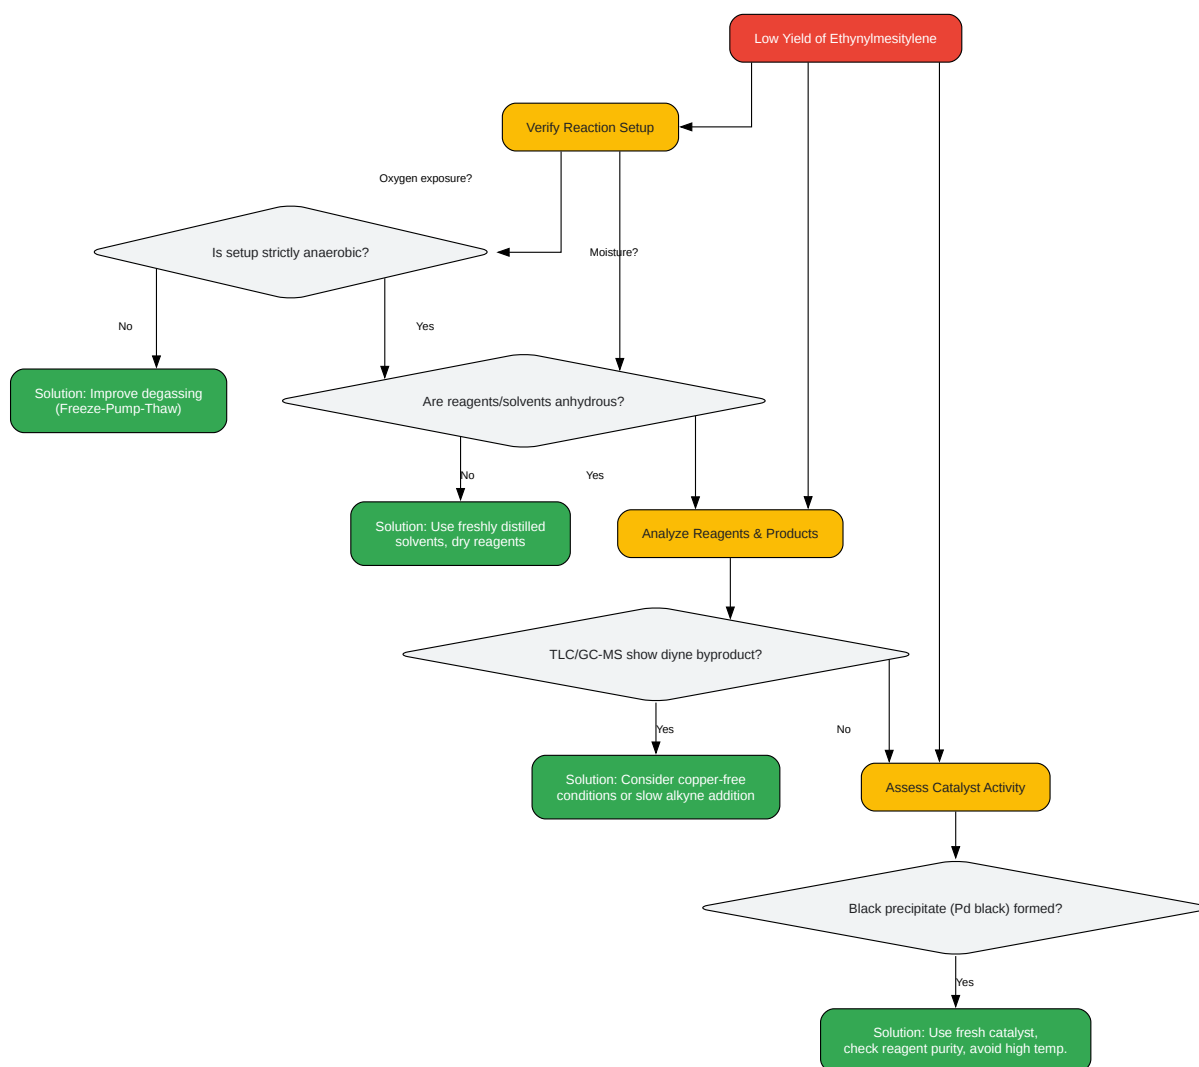 Low Yield of Ethynylmesitylene
Verify Reaction Setup
Oxygen exposure?
Is setup strictly anaerobic?
Moisture?
No
Yes
Solution: Improve degassing
(Freeze-Pump-Thaw)
Are reagents/solvents anhydrous?
No
Yes
Solution: Use freshly distilled
solvents, dry reagents
Analyze Reagents & Products
TLC/GC-MS show diyne byproduct?
Yes
No
Solution: Consider copper-free
conditions or slow alkyne addition
Assess Catalyst Activity
Black precipitate (Pd black) formed?
Yes
Solution: Use fresh catalyst,
check reagent purity, avoid high temp.